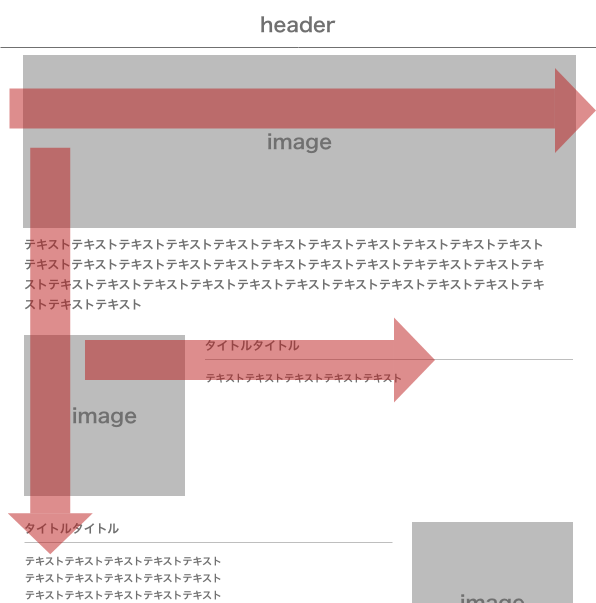 header
image
テキストテキストテキストテキストテキストテキストテキストテキストテキストテキストテキスト
テキストテキストテキストテキストテキストテキストテキストテキストテキテキストテキストテキ
ストテキストテキストテキストテキストテキストテキストテキストテキストテキストテキストテキ
ストテキストテキスト
image
タイトルタイトル
テキストテキストテキストテキストテキスト
タイトルタイトル
テキストテキストテキストテキストテキスト
テキストテキストテキストテキストテキスト
テキストテキストテキストテキストテキスト
image